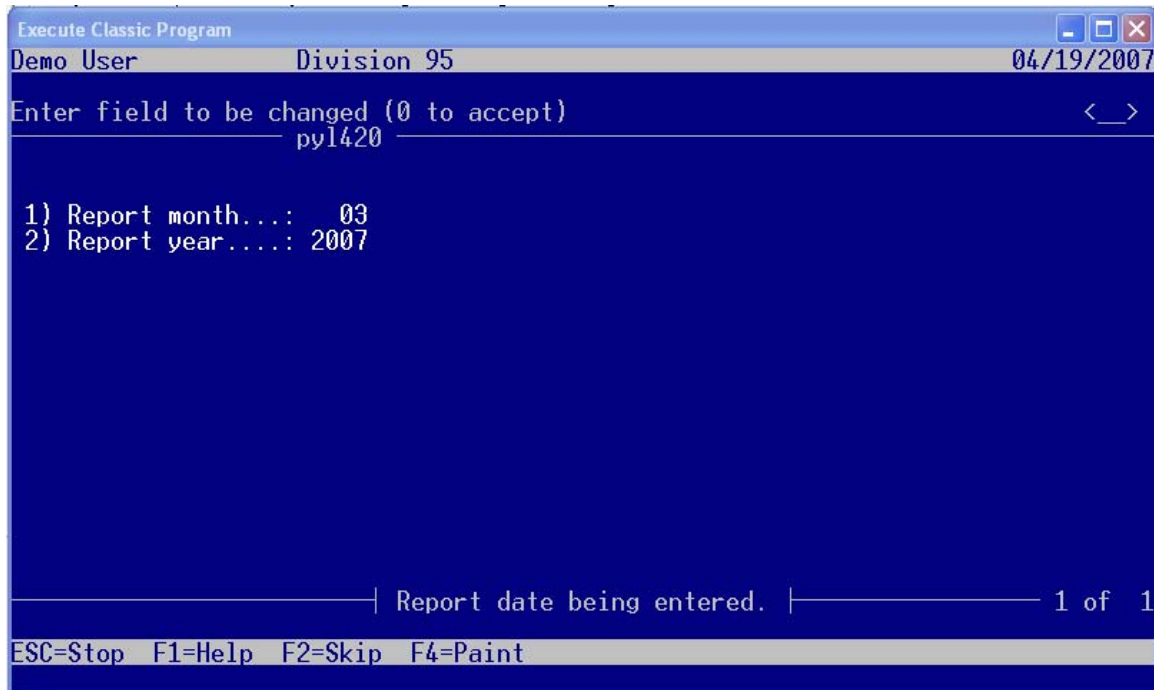 Execute Classic Program
Demo User Division 95 04/19/2007
Enter field to be changed (0 to accept) <__>
pyl420
1) Report month...: 03
2) Report year....: 2007
Report date being entered. 1 of 1
ESC=Stop F1=Help F2=Skip F4=Paint